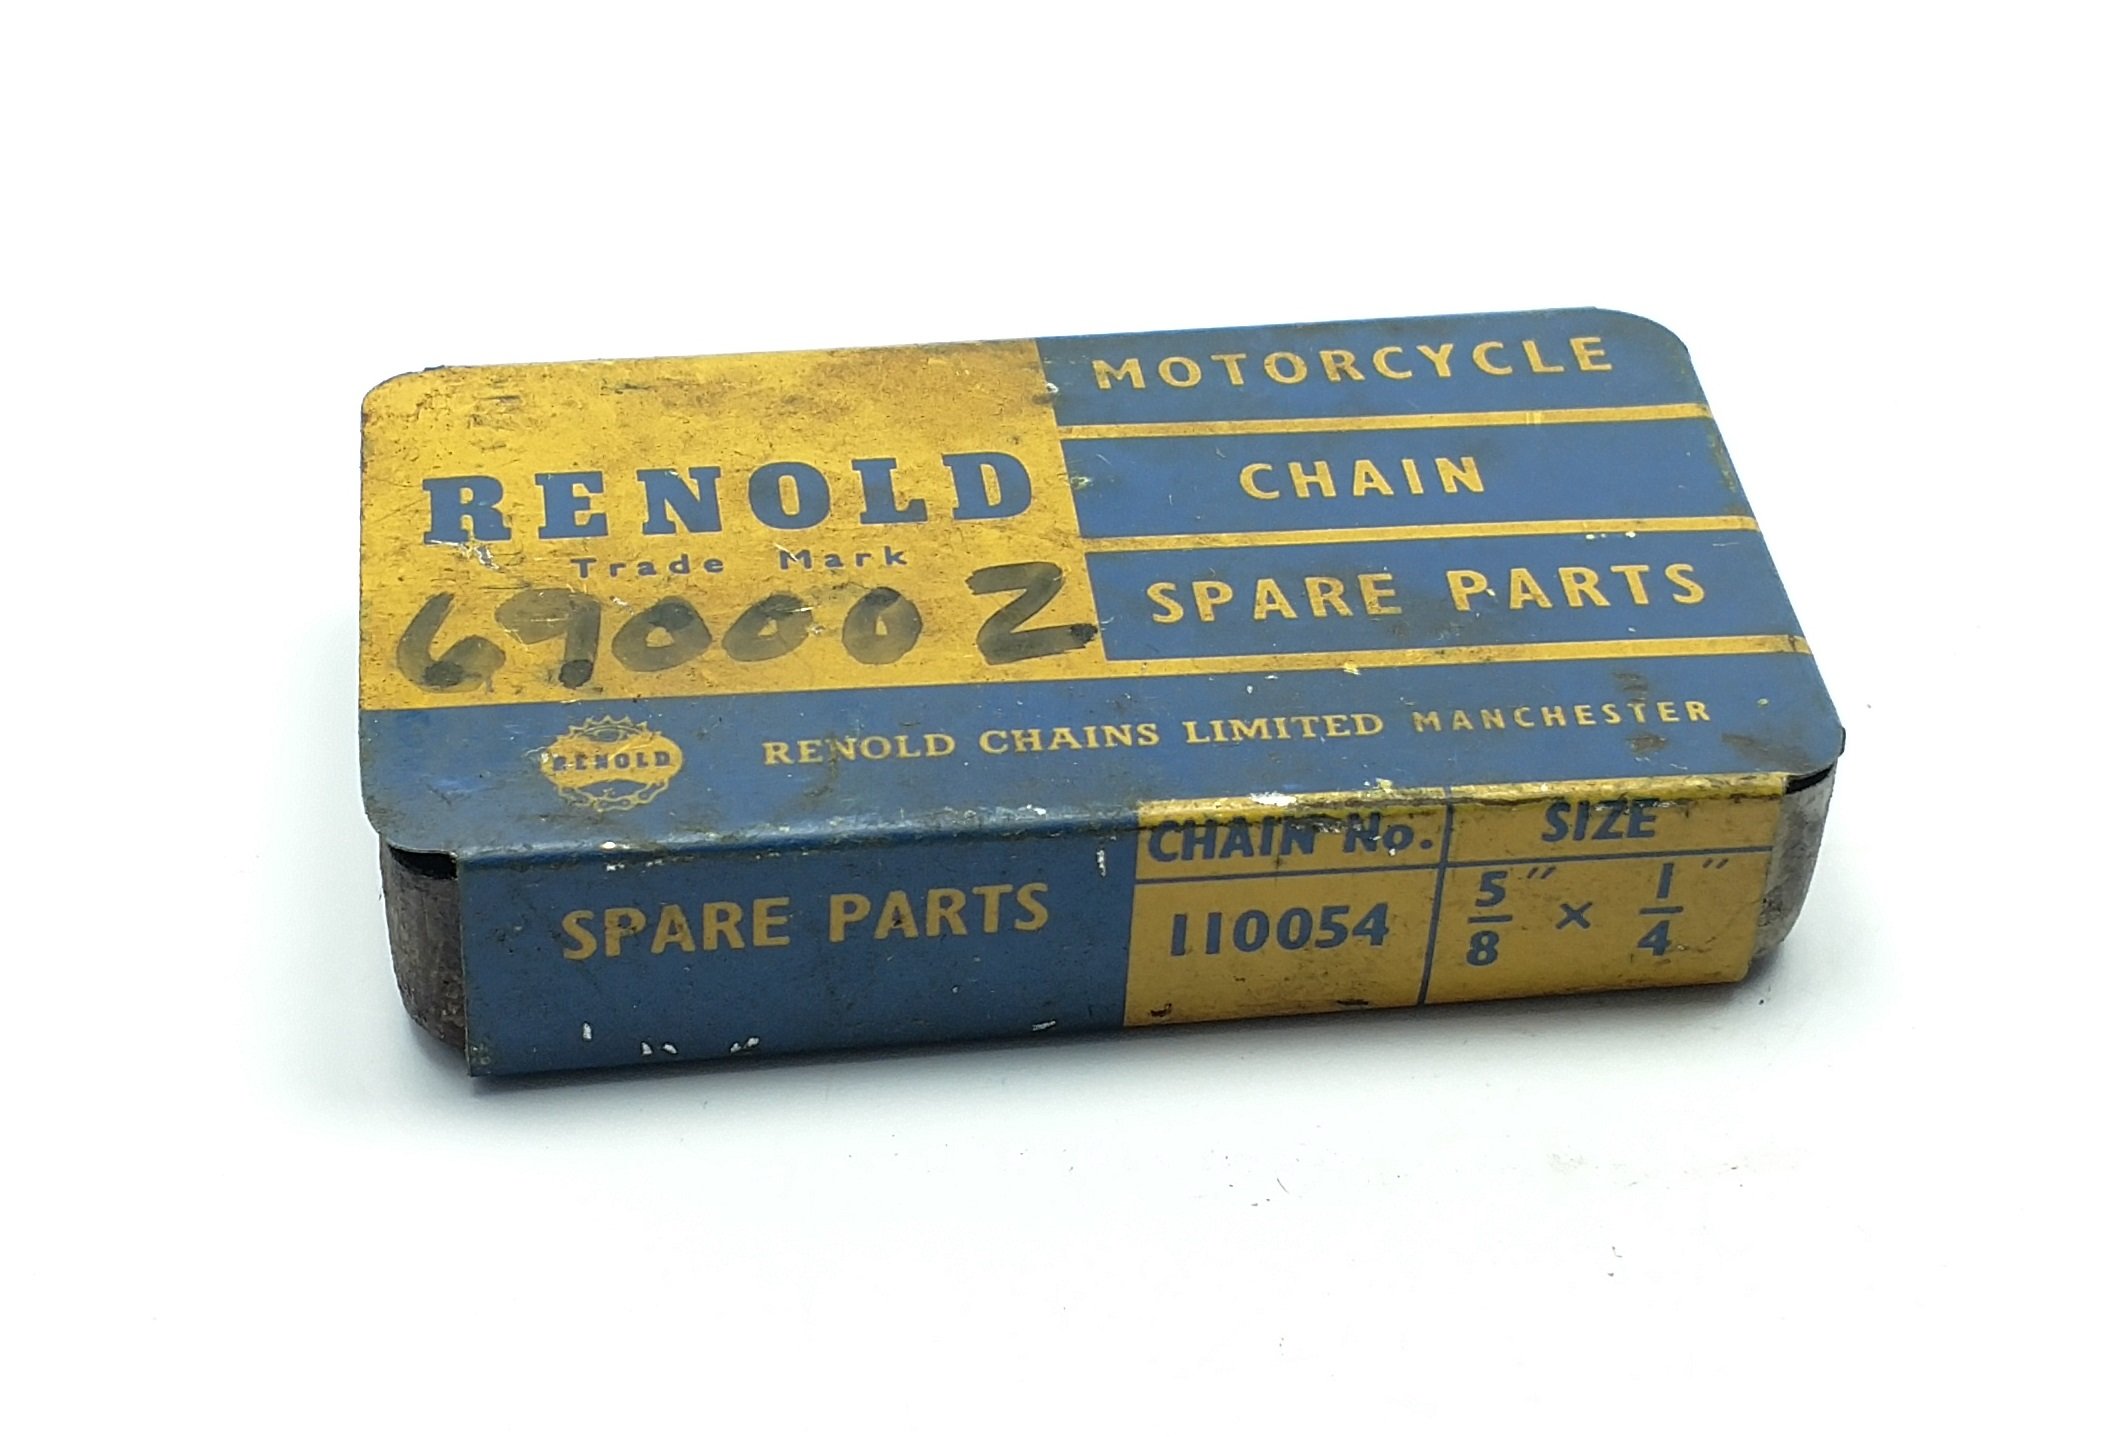 RENOLD
Trade Mark
690002
MOTORCYCLE
CHAIN
SPARE PARTS
RENOLD
RENOLD CHAINS LIMITED MANCHESTER
SPARE PARTS
CHAIN No.
110054
SIZE
5/8" × 1/4"